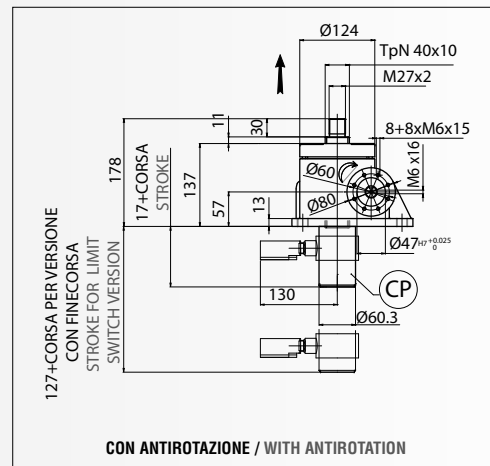 Ø124
TpN 40x10
M27x2
11
30
8+8xM6x15
M6 x16
178
17+CORSA
STROKE
137
57
13
Ø60
Ø80
Ø47 H7 +0.025
0
130
CP
Ø60.3
127+CORSA PER VERSIONE
CON FINECORSA
STROKE FOR LIMIT
SWITCH VERSION
CON ANTIROTAZIONE / WITH ANTIROTATION